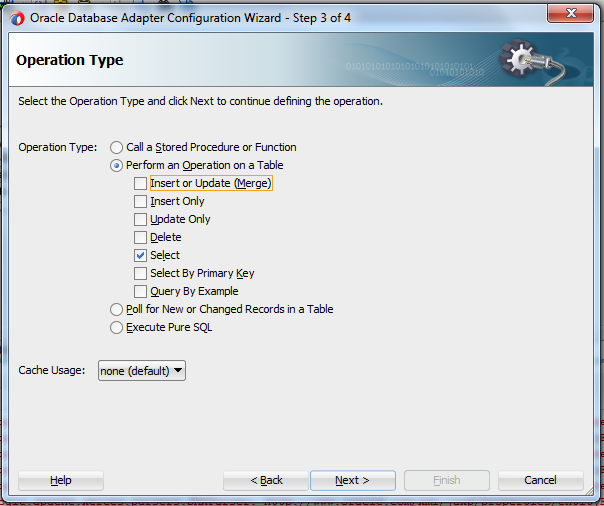 Oracle Database Adapter Configuration Wizard - Step 3 of 4
Operation Type
01010101010101010101010101
010101010
Select the Operation Type and click Next to continue defining the operation.
Operation Type:
Call a Stored Procedure or Function
Perform an Operation on a Table
Insert or Update (Merge)
Insert Only
Update Only
Delete
Select
Select By Primary Key
Query By Example
Poll for New or Changed Records in a Table
Execute Pure SQL
Cache Usage: none (default)
Help < Back Next > Finish Cancel